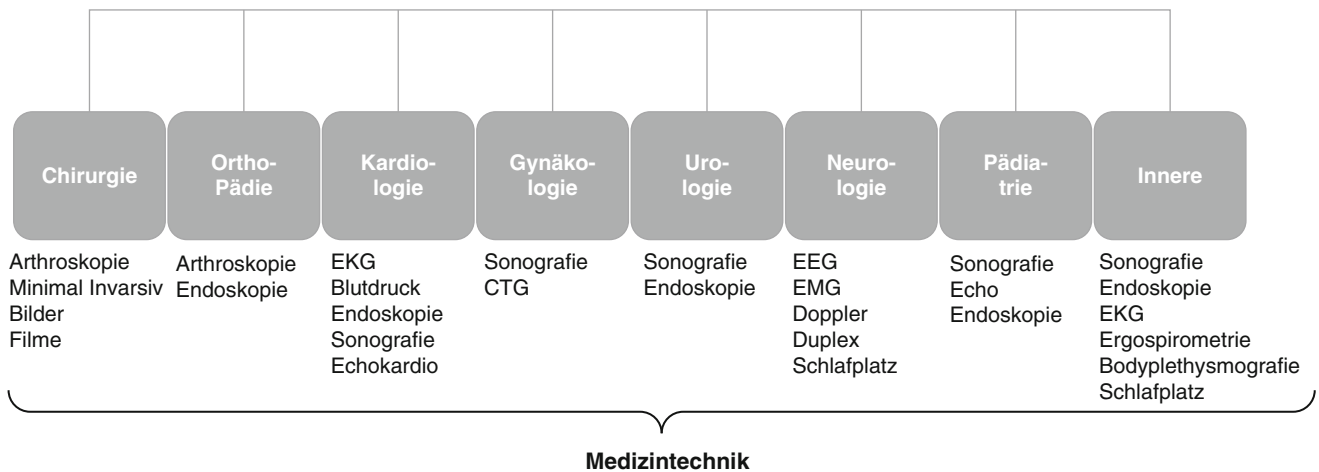 Chirurgie
Ortho-
Pädie
Kardio-
logie
Gynäko-
logie
Uro-
logie
Neuro-
logie
Pädia-
trie
Innere
Arthroskopie
Minimal Invarsiv
Bilder
Filme
Arthroskopie
Endoskopie
EKG
Blutdruck
Endoskopie
Sonografie
Echokardio
Sonografie
CTG
Sonografie
Endoskopie
EEG
EMG
Doppler
Duplex
Schlafplatz
Sonografie
Echo
Endoskopie
Sonografie
Endoskopie
EKG
Ergospirometrie
Bodyplethysmografie
Schlafplatz
Medizintechnik